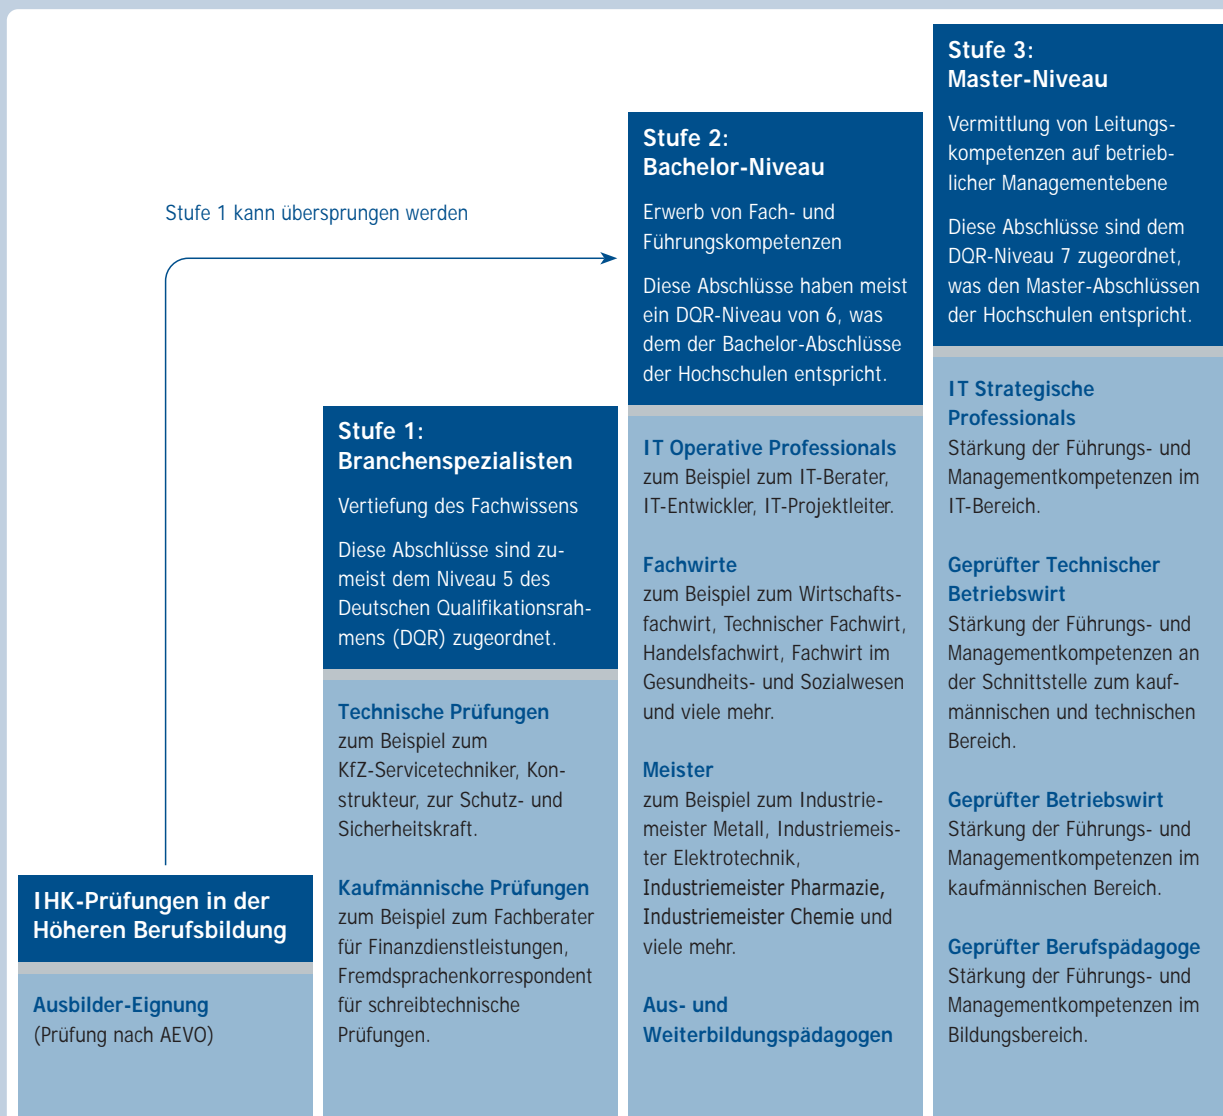 Stufe 1 kann übersprungen werden
IHK-Prüfungen in der
Höheren Berufsbildung
Ausbilder-Eignung
(Prüfung nach AEVO)
Stufe 1:
Branchenspezialisten
Vertiefung des Fachwissens
Diese Abschlüsse sind zu-
meist dem Niveau 5 des
Deutschen Qualifikationsrah-
mens (DQR) zugeordnet.
Technische Prüfungen
zum Beispiel zum
KfZ-Servicetechniker, Kon-
strukteur, zur Schutz- und
Sicherheitskraft.
Kaufmännische Prüfungen
zum Beispiel zum Fachberater
für Finanzdienstleistungen,
Fremdsprachenkorrespondent
für schreibtechnische
Prüfungen.
Stufe 2:
Bachelor-Niveau
Erwerb von Fach- und
Führungskompetenzen
Diese Abschlüsse haben meist
ein DQR-Niveau von 6, was
dem der Bachelor-Abschlüsse
der Hochschulen entspricht.
IT Operative Professionals
zum Beispiel zum IT-Berater,
IT-Entwickler, IT-Projektleiter.
Fachwirte
zum Beispiel zum Wirtschafts-
fachwirt, Technischer Fachwirt,
Handelsfachwirt, Fachwirt im
Gesundheits- und Sozialwesen
und viele mehr.
Meister
zum Beispiel zum Industrie-
meister Metall, Industriemeis-
ter Elektrotechnik,
Industriemeister Pharmazie,
Industriemeister Chemie und
viele mehr.
Aus- und
Weiterbildungspädagogen
Stufe 3:
Master-Niveau
Vermittlung von Leitungs-
kompetenzen auf betrieb-
licher Managementebene
Diese Abschlüsse sind dem
DQR-Niveau 7 zugeordnet,
was den Master-Abschlüssen
der Hochschulen entspricht.
IT Strategische
Professionals
Stärkung der Führungs- und
Managementkompetenzen im
IT-Bereich.
Geprüfter Technischer
Betriebswirt
Stärkung der Führungs- und
Managementkompetenzen an
der Schnittstelle zum kauf-
männischen und technischen
Bereich.
Geprüfter Betriebswirt
Stärkung der Führungs- und
Managementkompetenzen im
kaufmännischen Bereich.
Geprüfter Berufspädagoge
Stärkung der Führungs- und
Managementkompetenzen im
Bildungsbereich.